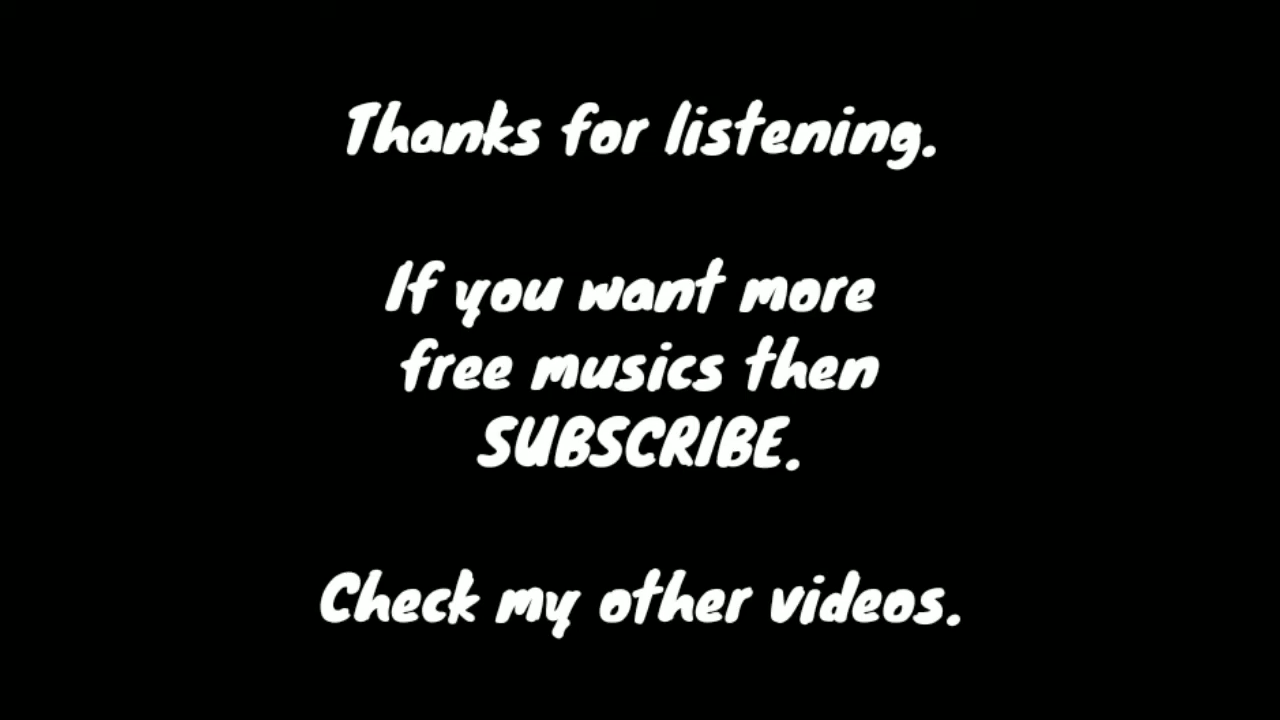 Thanks for listening.
If you want more
free musics then
SUBSCRIBE.
Check my other videos.